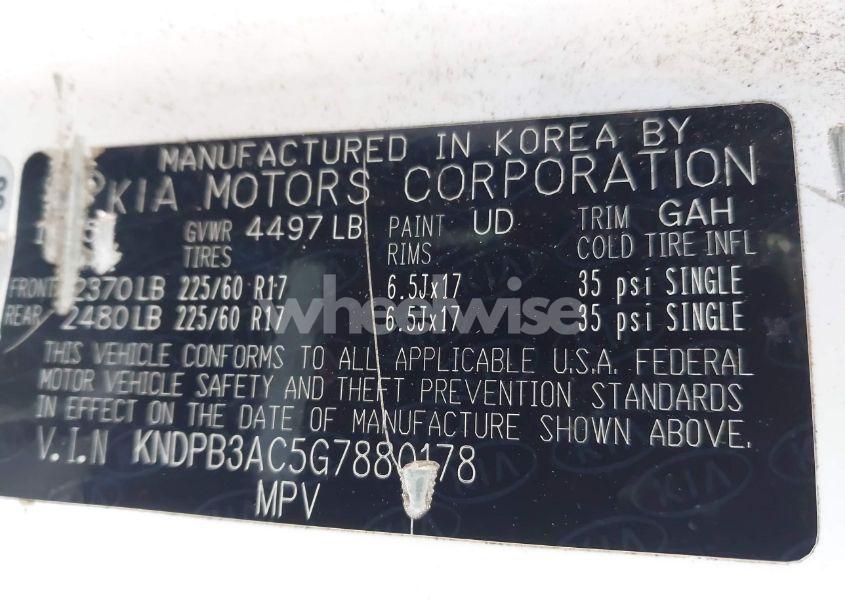 MANUFACTURED IN KOREA BY
KIA MOTORS CORPORATION
GVWR 4497 LB PAINT UD TRIM GAH
TIRES RIMS COLD TIRE INFL
FRONT 2370 LB 225/60 R17 6.5Jx17 35 psi SINGLE
REAR 2480 LB 225/60 R17 6.5Jx17 35 psi SINGLE
wheelwise
THIS VEHICLE CONFORMS TO ALL APPLICABLE U.S.A. FEDERAL
MOTOR VEHICLE SAFETY AND THEFT PREVENTION STANDARDS
IN EFFECT ON THE DATE OF MANUFACTURE SHOWN ABOVE.
V.I.N KNDPB3AC5G7880178
MPV